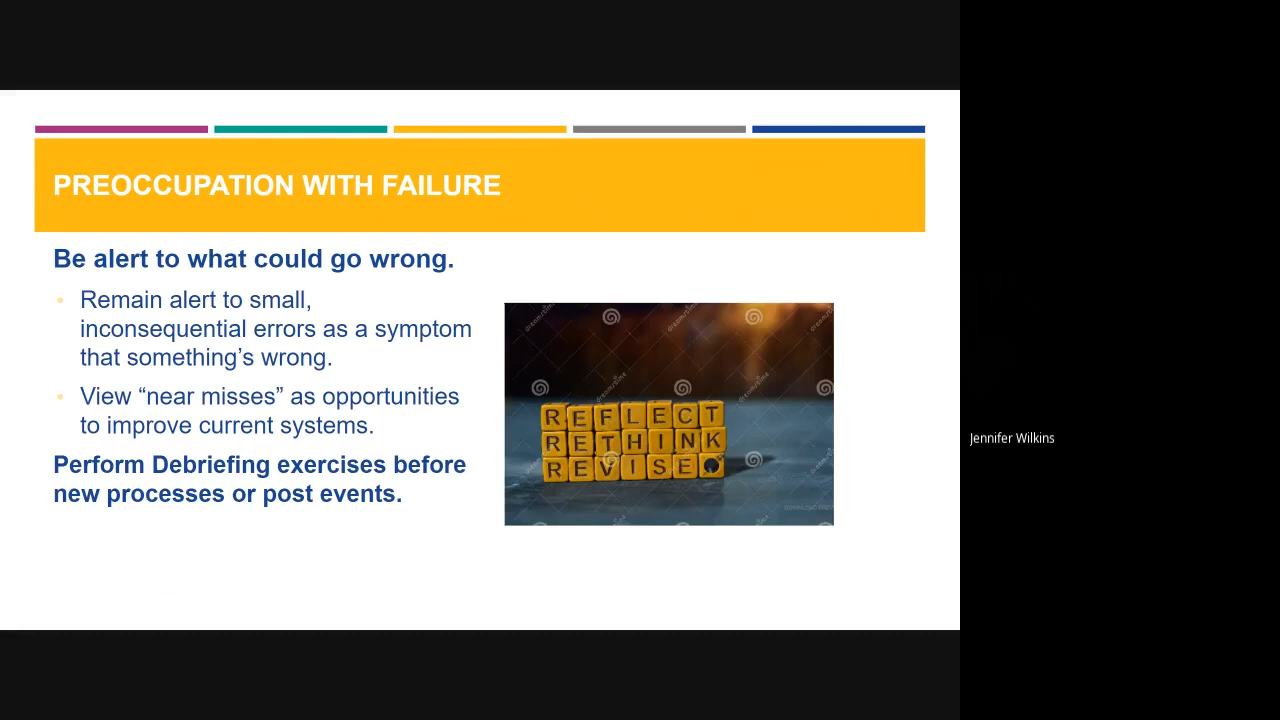 PREOCCUPATION WITH FAILURE
Be alert to what could go wrong.
• Remain alert to small,
inconsequential errors as a symptom
that something’s wrong.
• View “near misses” as opportunities
to improve current systems.
Perform Debriefing exercises before
new processes or post events.
REFLECT
RETHINK
REVISE
dreamstime
Jennifer Wilkins